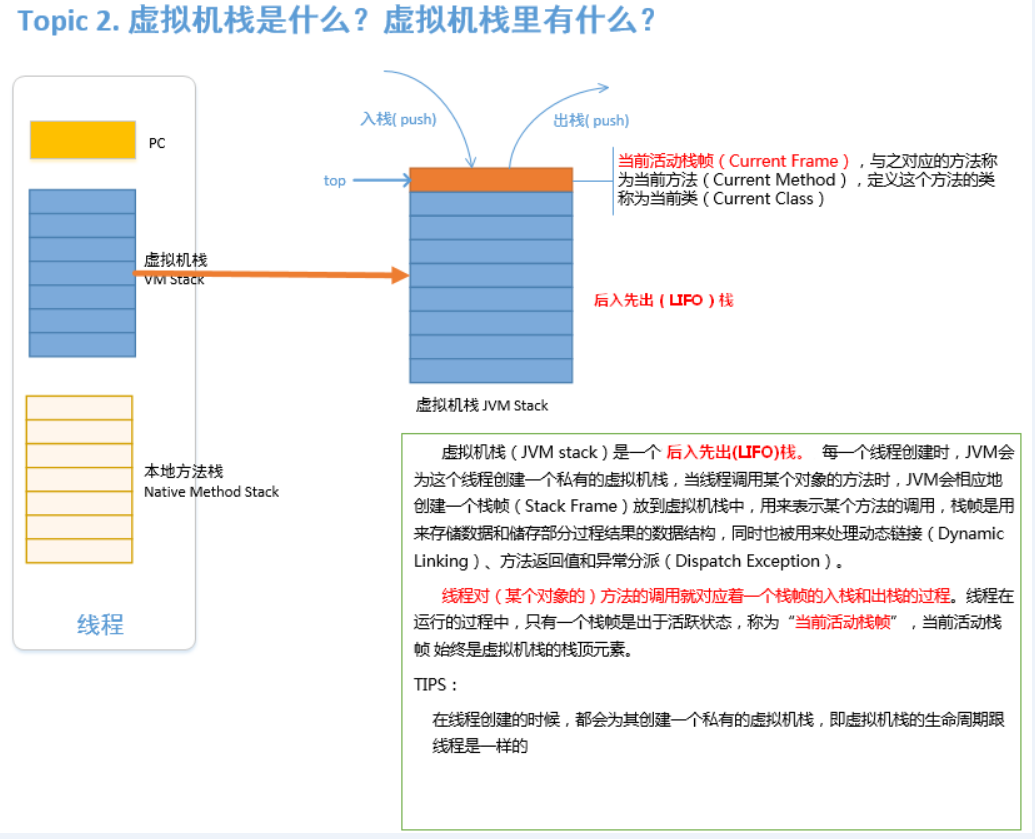 Topic 2. 虚拟机栈是什么？虚拟机栈里有什么？
PC
虚拟机栈
VM Stack
本地方法栈
Native Method Stack
线程
入栈( push)
出栈( push)
top
当前活动栈帧（Current Frame），与之对应的方法称
为当前方法（Current Method），定义这个方法的类
称为当前类（Current Class）
后入先出（LIFO）栈
虚拟机栈 JVM Stack
虚拟机栈（JVM stack）是一个 后入先出(LIFO)栈。 每一个线程创建时，JVM会
为这个线程创建一个私有的虚拟机栈，当线程调用某个对象的方法时，JVM会相应地
创建一个栈帧（Stack Frame）放到虚拟机栈中，用来表示某个方法的调用，栈帧是用
来存储数据和储存部分过程结果的数据结构，同时也被用来处理动态链接（Dynamic
Linking）、方法返回值和异常分派（Dispatch Exception）。
线程对（某个对象的）方法的调用就对应着一个栈帧的入栈和出栈的过程。线程在
运行的过程中，只有一个栈帧是出于活跃状态，称为“当前活动栈帧”，当前活动栈
帧 始终是虚拟机栈的栈顶元素。
TIPS：
在线程创建的时候，都会为其创建一个私有的虚拟机栈，即虚拟机栈的生命周期跟
线程是一样的